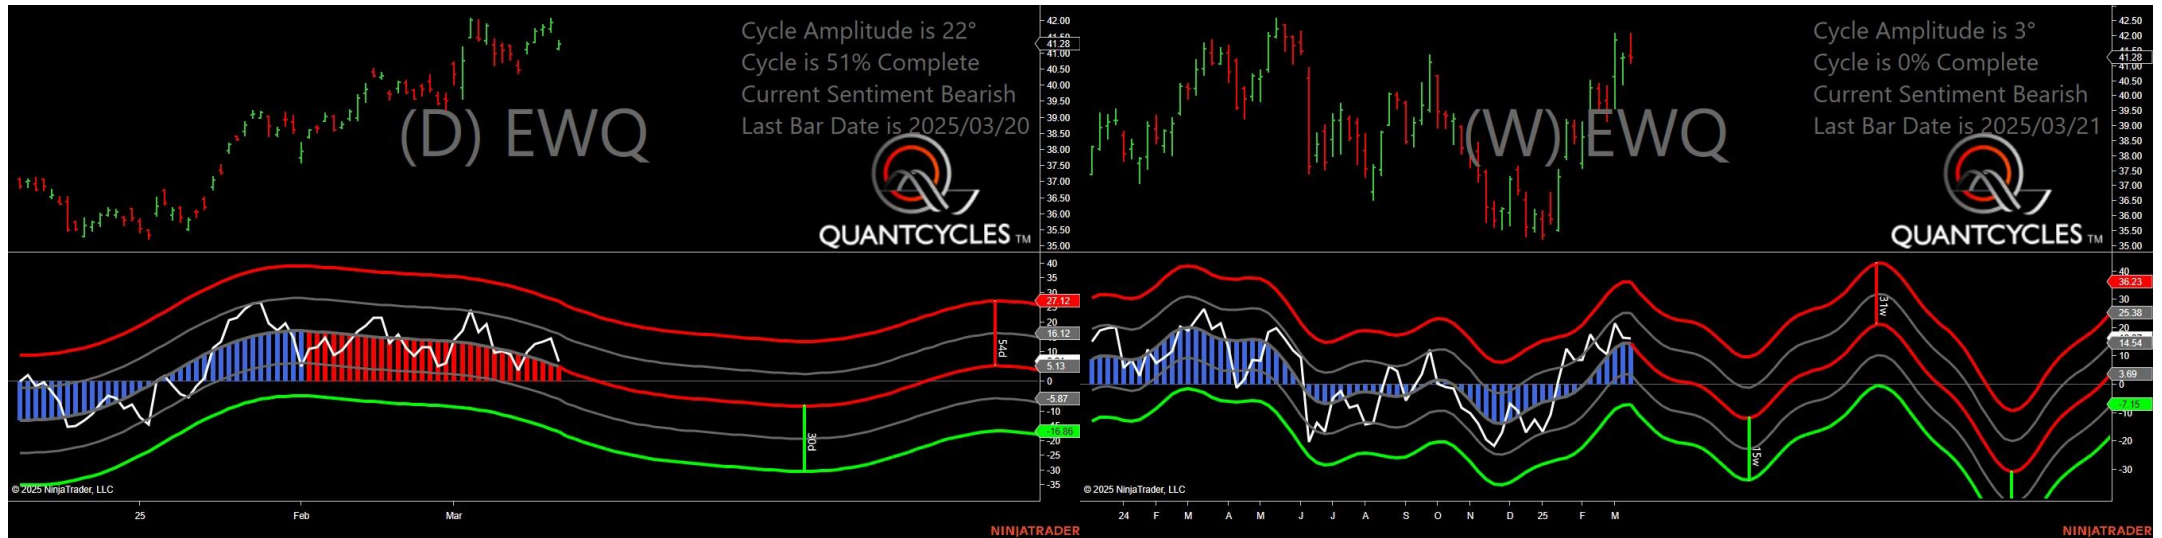 Cycle Amplitude is 22°
Cycle is 51% Complete
Current Sentiment Bearish
Last Bar Date is 2025/03/20
(D) EWQ
QUANTCYCLES TM
42.00
41.28
41.00
40.50
40.00
39.50
39.00
38.50
38.00
37.50
37.00
36.50
36.00
35.50
35.00
40
35
30
27.12
25
20
16.12
10
5.13
0
-5.87
-10
-16.86
-20
-25
-30
-35
54d
30d
© 2025 NinjaTrader, LLC
25 Feb Mar
NINJATRADER
Cycle Amplitude is 3°
Cycle is 0% Complete
Current Sentiment Bearish
Last Bar Date is 2025/03/21
(W) EWQ
QUANTCYCLES TM
42.50
42.00
41.28
41.00
40.50
40.00
39.50
39.00
38.50
38.00
37.50
37.00
36.50
36.00
35.50
35.00
40
36.23
30
25.38
20
14.54
10
3.69
0
-7.15
-10
-20
-30
31w
15w
© 2025 NinjaTrader, LLC
24 F M A M J J A S O N D 25 F M
NINJATRADER